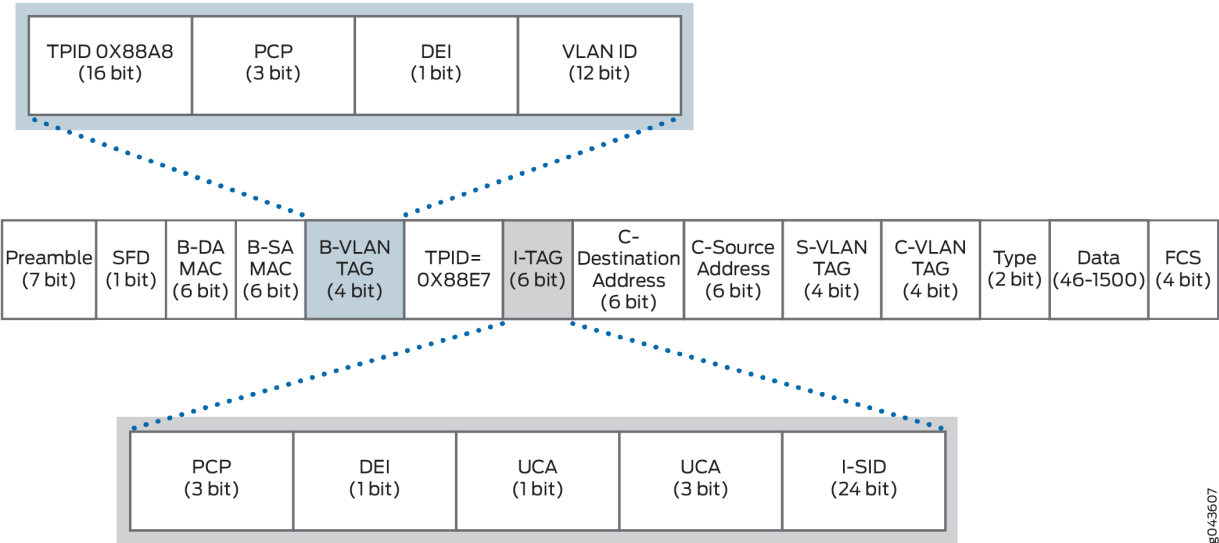 TPID 0X88A8
(16 bit)
PCP
(3 bit)
DEI
(1 bit)
VLAN ID
(12 bit)
Preamble
(7 bit)
SFD
(1 bit)
B-DA
MAC
(6 bit)
B-SA
MAC
(6 bit)
B-VLAN
TAG
(4 bit)
TPID=
0X88E7
I-TAG
(6 bit)
C-
Destination
Address
(6 bit)
C-Source
Address
(6 bit)
S-VLAN
TAG
(4 bit)
C-VLAN
TAG
(4 bit)
Type
(2 bit)
Data
(46-1500)
FCS
(4 bit)
PCP
(3 bit)
DEI
(1 bit)
UCA
(1 bit)
UCA
(3 bit)
I-SID
(24 bit)
g043607